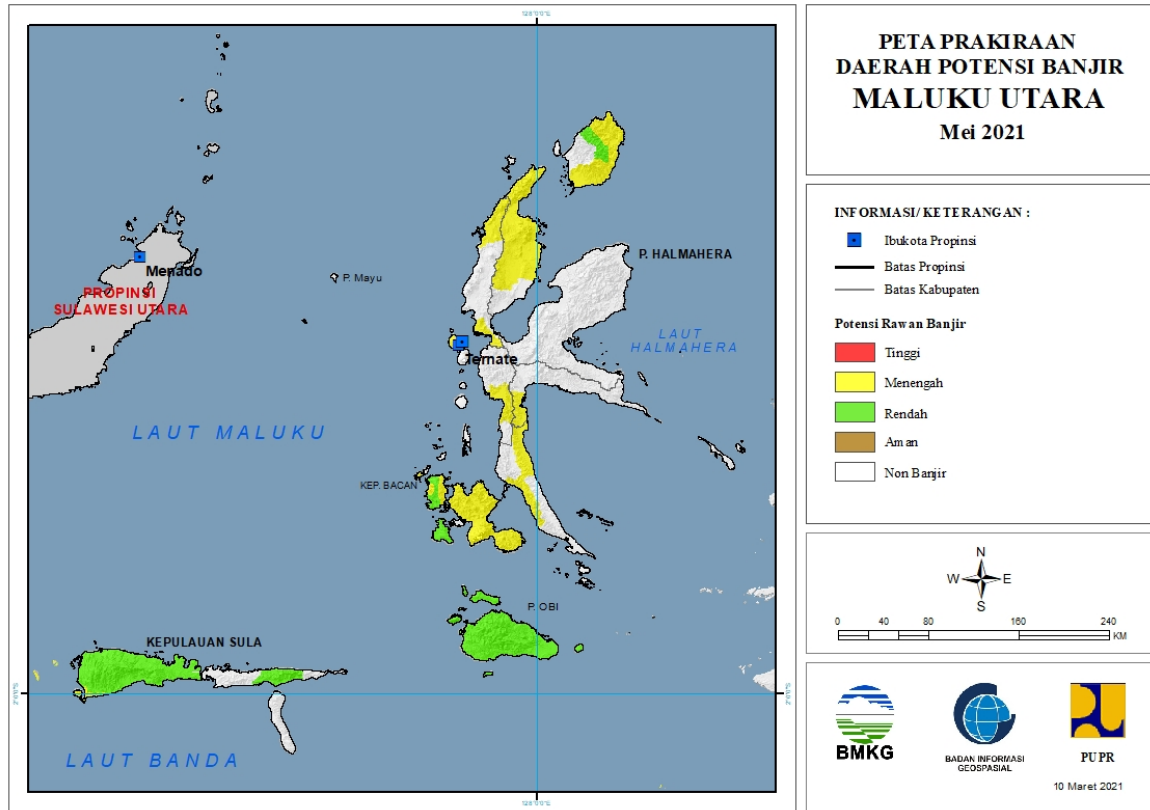 PETA PRAKIRAAN
DAERAH POTENSI BANJIR
MALUKU UTARA
Mei 2021
INFORMASI/KETERANGAN :
Ibukota Propinsi
Batas Propinsi
Batas Kabupaten
Potensi Rawan Banjir
Tinggi
Menengah
Rendah
Aman
Non Banjir
N
W E
S
0 40 80 160 240
KM
BMKG
BADAN INFORMASI
GEOSPASIAL
PUPR
10 Maret 2021
128°0'0"E
P. HALMAHERA
Menado
P. Mayu
PROPINSI
SULAWESI UTARA
LAUT
HALMAHERA
Ternate
LAUT MALUKU
KEP. BACAN
P. OBI
KEPULAUAN SULA
LAUT BANDA